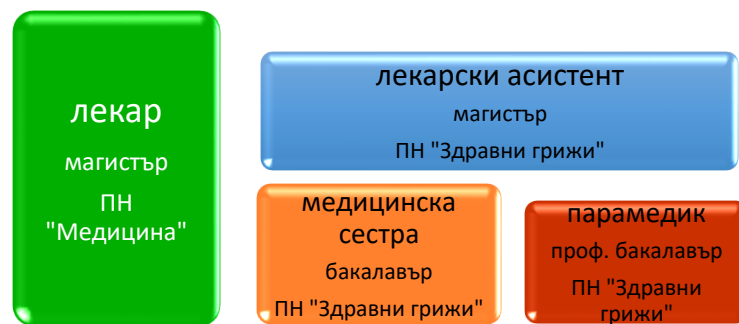 лекар
магистър
ПН
"Медицина"
лекарски асистент
магистър
ПН "Здравни грижи"
медицинска
сестра
бакалавър
ПН "Здравни грижи"
парамедик
проф. бакалавър
ПН "Здравни
грижи"